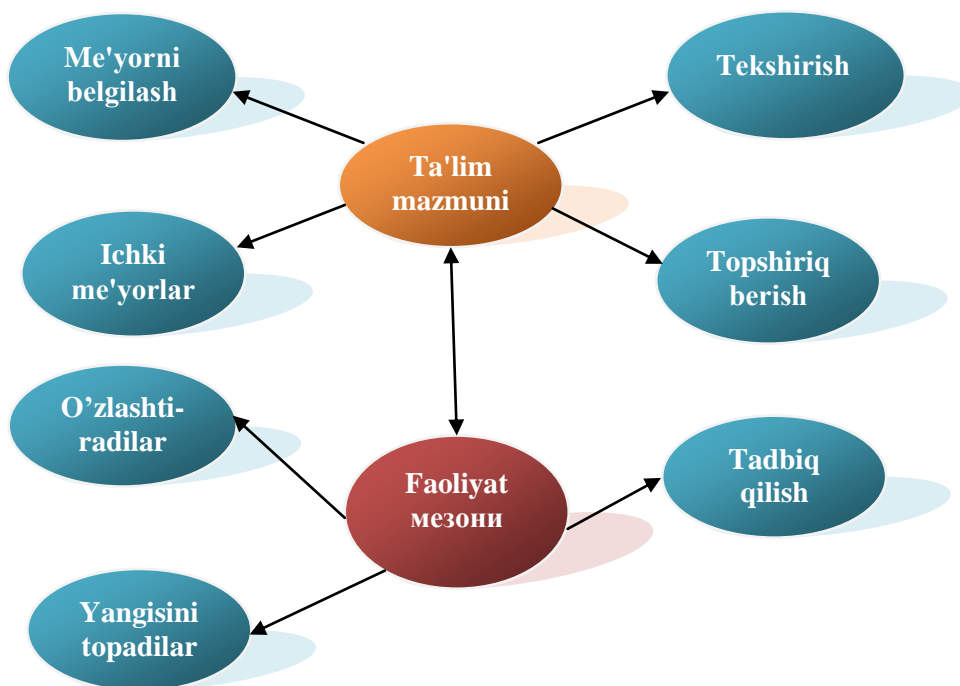 Me'yorni
belgilash
Tekshirish
Ta'lim
mazmuni
Ichki
me'yorlar
Topshiriq
berish
O’zlashti-
radilar
Faoliyat
мезони
Tadbiq
qilish
Yangisini
topadilar